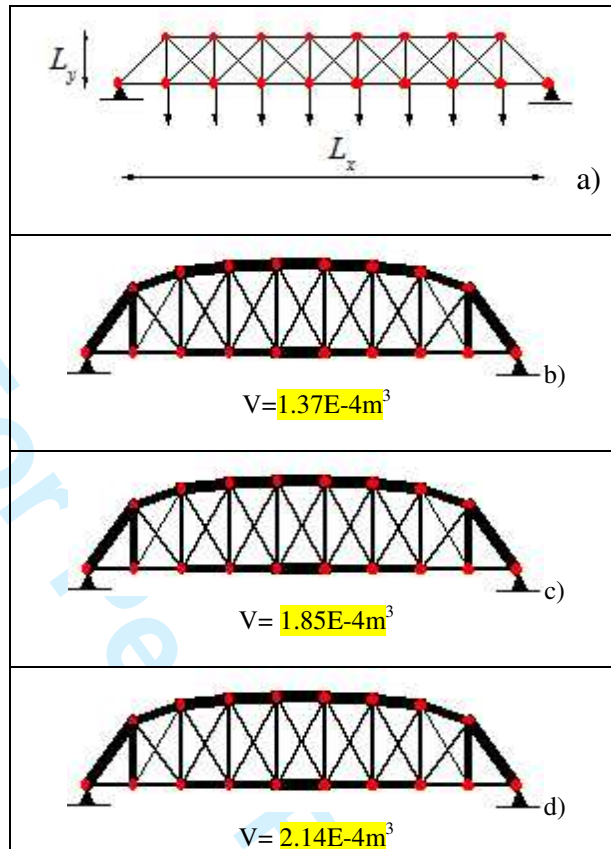 L_y
L_x
a)
b)
V=1.37E-4m³
c)
V= 1.85E-4m³
d)
V= 2.14E-4m³